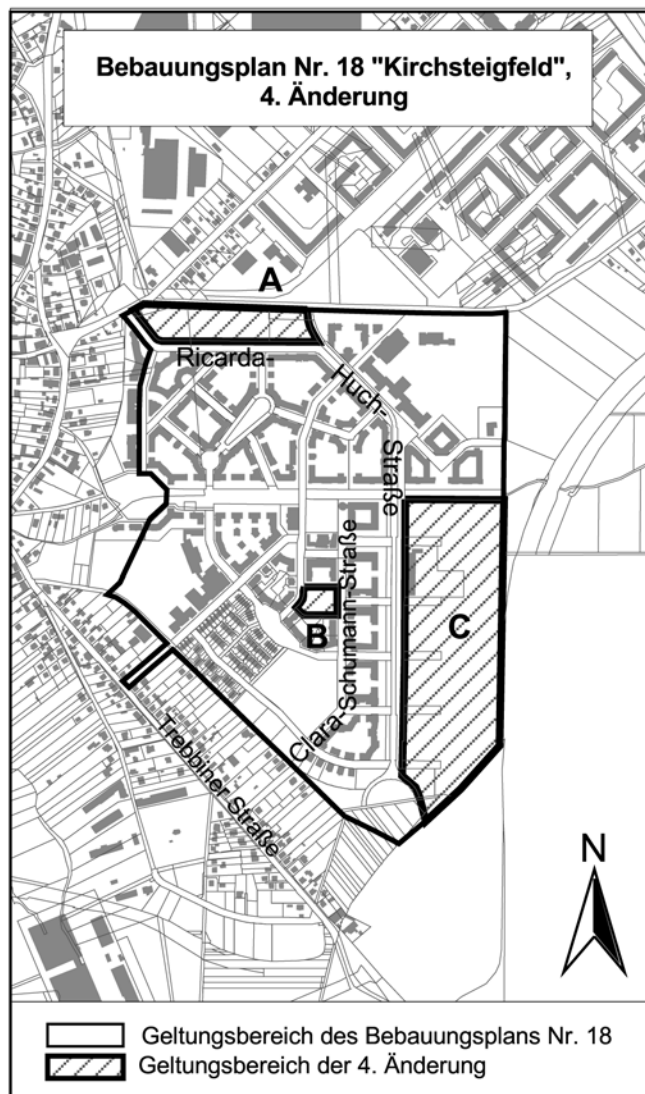 Bebauungsplan Nr. 18 "Kirchsteigfeld",
4. Änderung
A
Ricarda-
Huch-
Straße
Clara-Schumann-Straße
B
C
Trebbiner Straße
N
Geltungsbereich des Bebauungsplans Nr. 18
Geltungsbereich der 4. Änderung